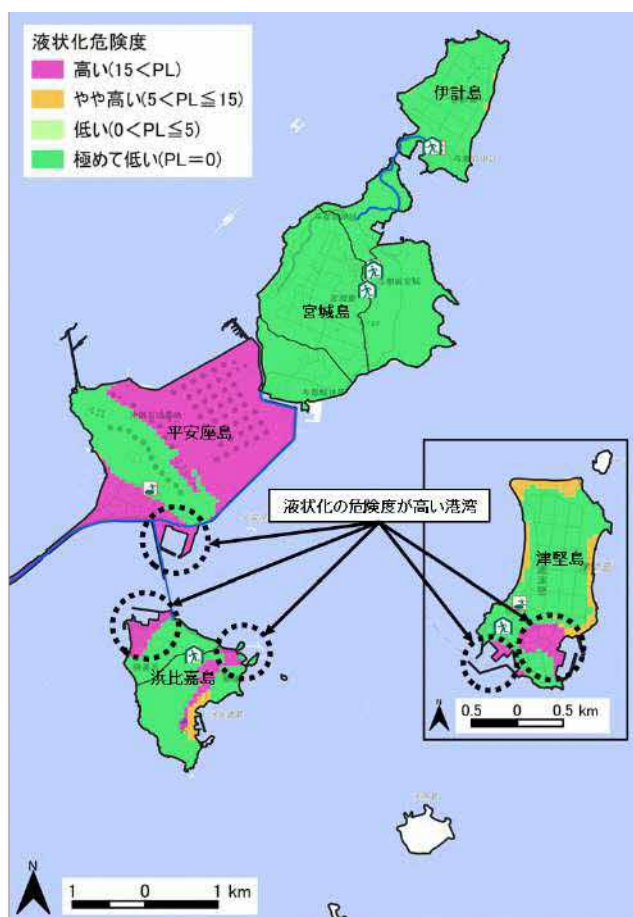 液状化危険度
高い(15<PL)
やや高い(5<PL≦15)
低い(0<PL≦5)
極めて低い(PL=0)
伊計島
宮城島
平安座島
液状化の危険度が高い港湾
津堅島
浜比嘉島
N
0.5 0 0.5 km
N
1 0 1 km